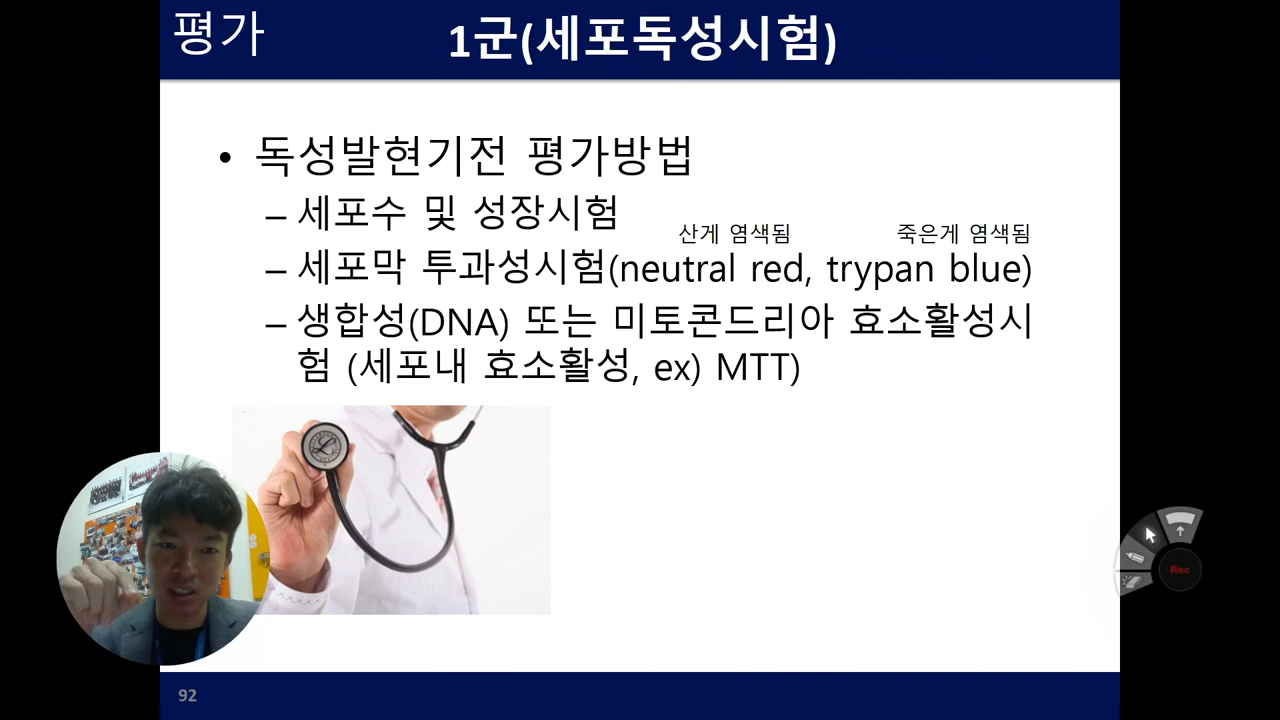 평가
1군(세포독성시험)
• 독성발현기전 평가방법
– 세포수 및 성장시험
산게 염색됨 죽은게 염색됨
– 세포막 투과성시험(neutral red, trypan blue)
– 생합성(DNA) 또는 미토콘드리아 효소활성시
험 (세포내 효소활성, ex) MTT)
Rec
92